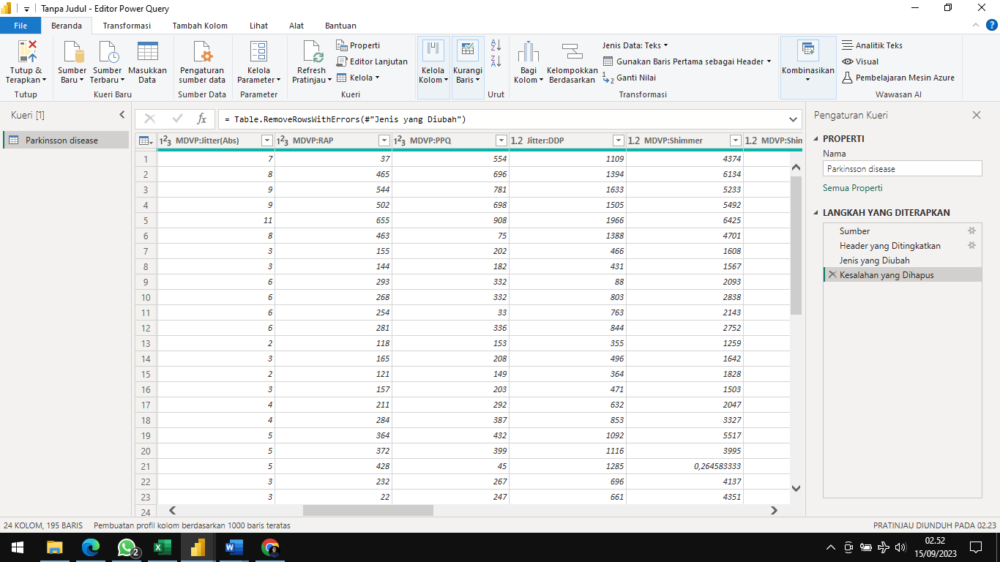 Tanpa Judul - Editor Power Query
File Beranda Transformasi Tambah Kolom Lihat Alat Bantuan
Tutup & Terapkan
Tutup
Sumber Baru
Sumber Terbaru
Masukkan Data
Kueri Baru
Pengaturan sumber data
Sumber Data
Kelola Parameter
Parameter
Refresh Pratinjau
Properti
Editor Lanjutan
Kelola
Kueri
Kelola Kolom
Kurangi Baris
Urut
Bagi Kolom
Kelompokkan Berdasarkan
Jenis Data: Teks
Gunakan Baris Pertama sebagai Header
Ganti Nilai
Transformasi
Kombinasikan
Analitik Teks
Visual
Pembelajaran Mesin Azure
Wawasan AI
Kueri [1]
Parkinsson disease
= Table.RemoveRowsWithErrors(#"Jenis yang Diubah")
1²3 MDVP:Jitter(Abs) 1²3 MDVP:RAP 1²3 MDVP:PPQ 1.2 Jitter:DDP 1.2 MDVP:Shimmer 1.2 MDVP:Shim
1 7 37 554 1109 4374
2 8 465 696 1394 6134
3 9 544 781 1633 5233
4 9 502 698 1505 5492
5 11 655 908 1966 6425
6 8 463 75 1388 4701
7 3 155 202 466 1608
8 3 144 182 431 1567
9 6 293 332 88 2093
10 6 268 332 803 2838
11 6 254 33 763 2143
12 6 281 336 844 2752
13 2 118 153 355 1259
14 3 165 208 496 1642
15 2 121 149 364 1828
16 3 157 203 471 1503
17 4 211 292 632 2047
18 4 284 387 853 3327
19 5 364 432 1092 5517
20 5 372 399 1116 3995
21 5 428 45 1285 0,264583333
22 3 232 267 696 4137
23 3 22 247 661 4351
24
Pengaturan Kueri
PROPERTI
Nama
Parkinsson disease
Semua Properti
LANGKAH YANG DITERAPKAN
Sumber
Header yang Ditingkatkan
Jenis yang Diubah
Kesalahan yang Dihapus
24 KOLOM, 195 BARIS Pembuatan profil kolom berdasarkan 1000 baris teratas
PRATINJAU DIUNDUH PADA 02.23
2
02.52
15/09/2023